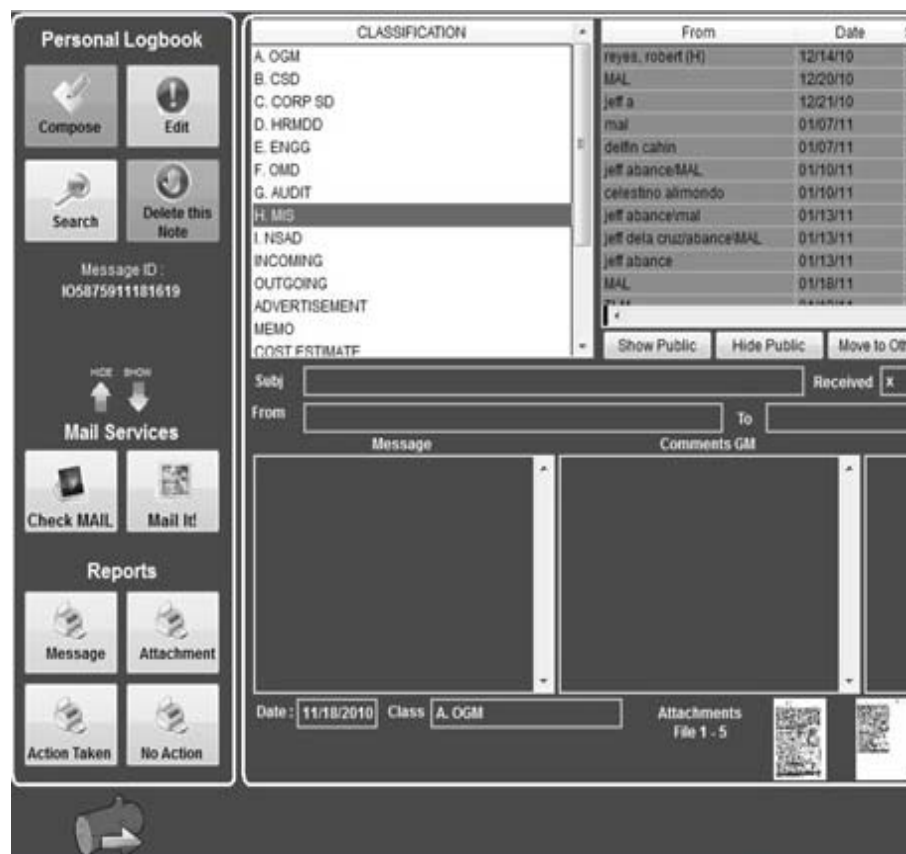 Personal Logbook
Compose
Edit
Search
Delete this
Note
Message ID :
IO5875911181619
HIDE SHOW
Mail Services
Check MAIL
Mail It!
Reports
Message
Attachment
Action Taken
No Action
CLASSIFICATION
A. OGM
B. CSD
C. CORP SD
D. HRMDD
E. ENGG
F. OMD
G. AUDIT
H. MIS
I. NSAD
INCOMING
OUTGOING
ADVERTISEMENT
MEMO
COST ESTIMATE
From Date
reyes, robert (H) 12/14/10
MAL 12/20/10
jeff a 12/21/10
mal 01/07/11
delfin cahin 01/07/11
jeff abance/MAL 01/10/11
celestino alimondo 01/10/11
jeff abance\mal 01/13/11
jeff dela cruz/abance\MAL 01/13/11
jeff abance 01/13/11
MAL 01/18/11
Show Public Hide Public Move to Oth
Subj
Received x
From
To
Message Comments GM
Date : 11/18/2010 Class A. OGM
Attachments
File 1 - 5